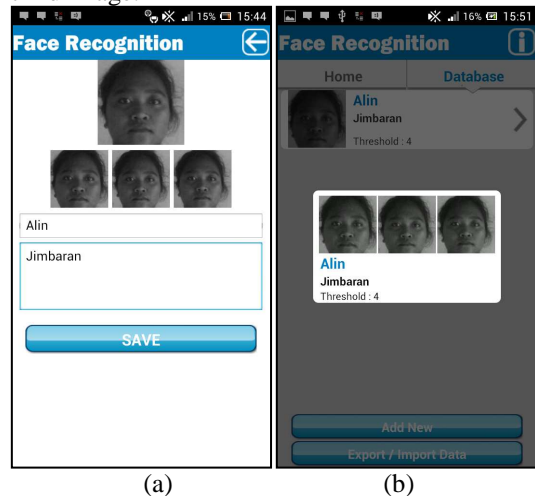 15% 15:44
Face Recognition
Alin
Jimbaran
SAVE
(a)
16% 15:51
Face Recognition
Home Database
Alin
Jimbaran
Threshold : 4
Alin
Jimbaran
Threshold : 4
Add New
Export / Import Data
(b)